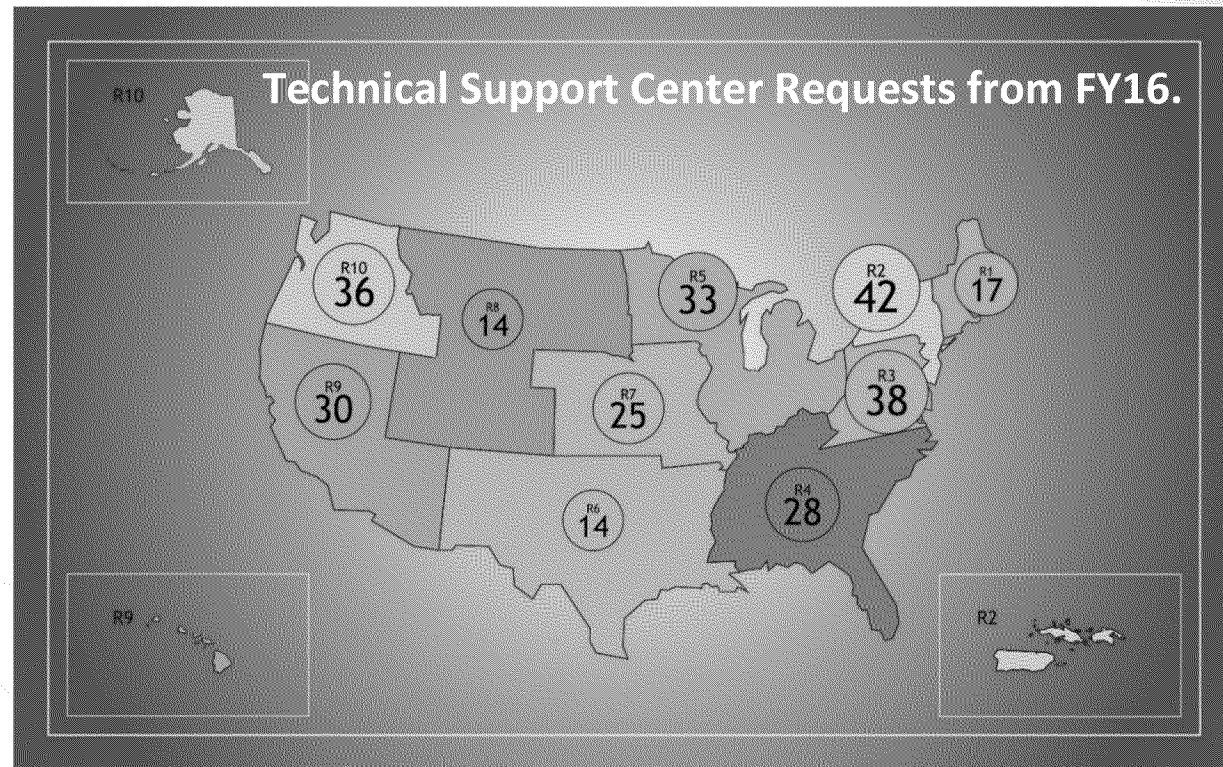 R10
Technical Support Center Requests from FY16.
R10
36
R8
14
R5
33
R2
42
R1
17
R9
30
R7
25
R3
38
R6
14
R4
28
R9
R2